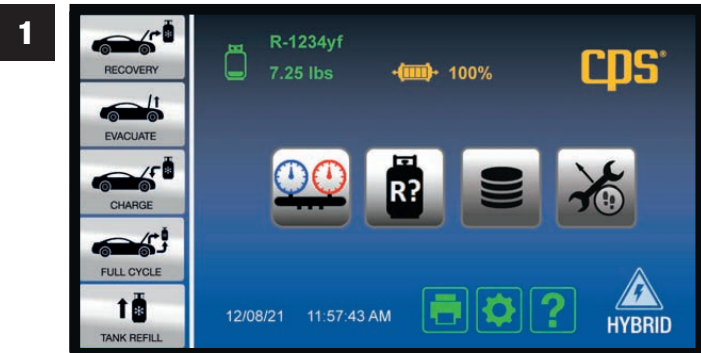 1
RECOVERY
EVACUATE
CHARGE
FULL CYCLE
TANK REFILL
R-1234yf
7.25 lbs
100%
cps®
R?
12/08/21 11:57:43 AM
?
HYBRID